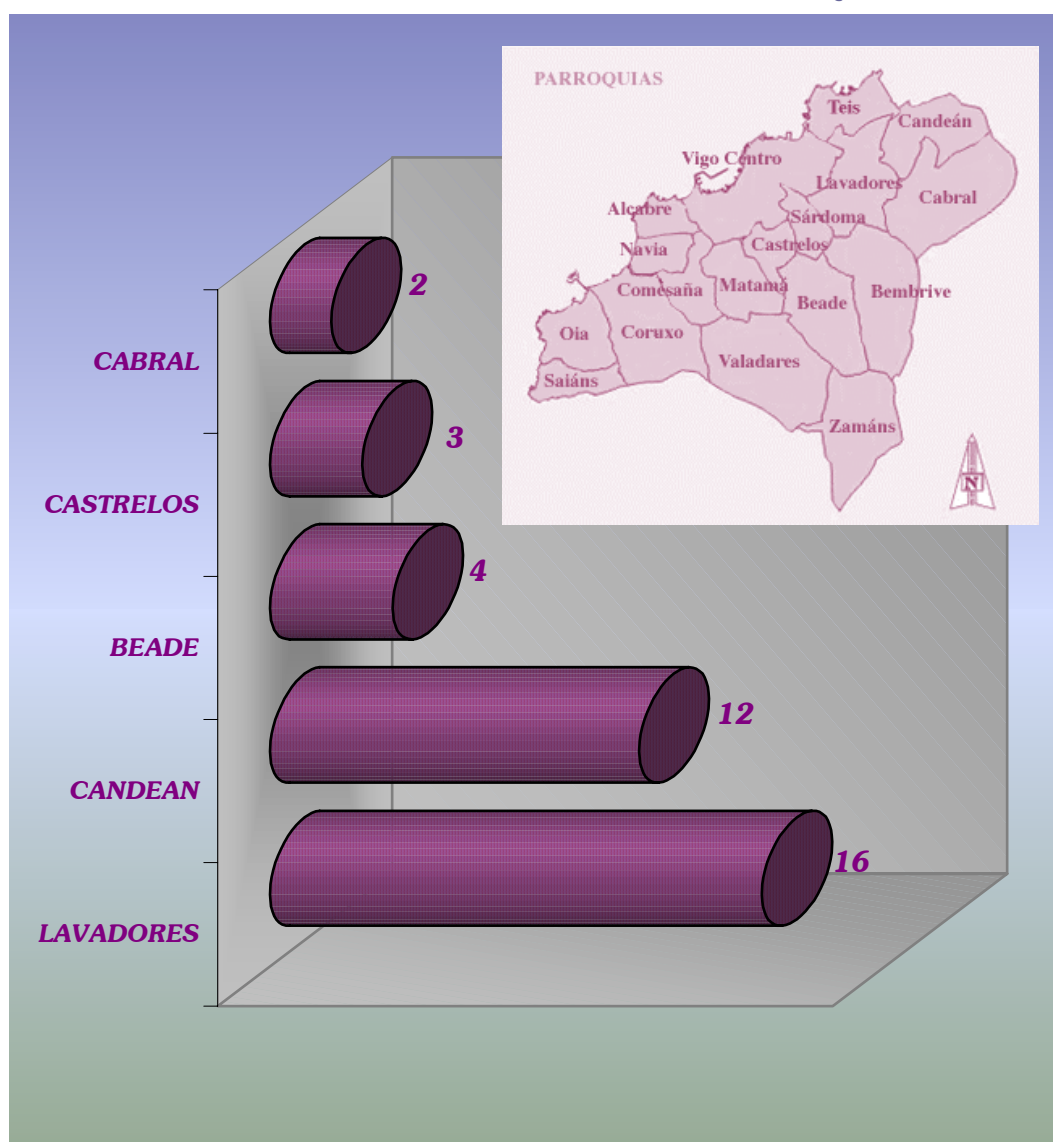 PARROQUIAS
Teis
Candeán
Vigo Centro
Lavadores
Cabral
Alcabre
Sárdoma
Navia
Castrelos
Comesaña
Matamá
Beade
Bembrive
Oia
Coruxo
Valadares
Saiáns
Zamáns
N
CABRAL
2
CASTRELOS
3
BEADE
4
CANDEAN
12
LAVADORES
16